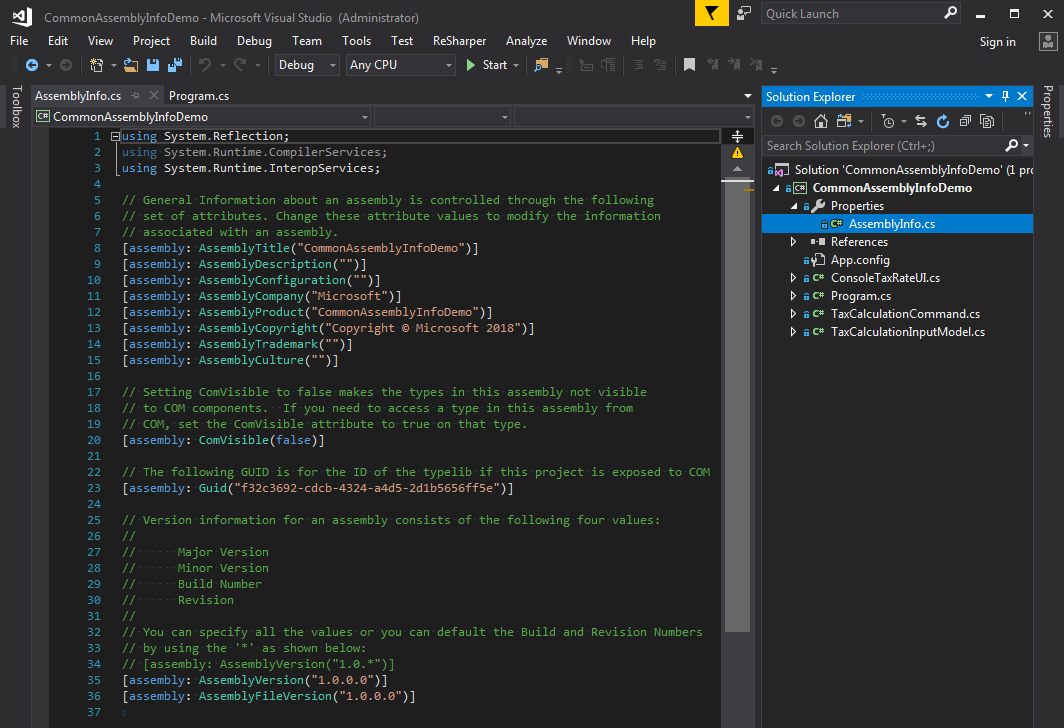 CommonAssemblyInfoDemo - Microsoft Visual Studio (Administrator)
Quick Launch
File Edit View Project Build Debug Team Tools Test ReSharper Analyze Window Help
Sign in
Debug Any CPU Start
Toolbox
AssemblyInfo.cs Program.cs
C# CommonAssemblyInfoDemo
1 using System.Reflection;
2 using System.Runtime.CompilerServices;
3 using System.Runtime.InteropServices;
4
5 // General Information about an assembly is controlled through the following
6 // set of attributes. Change these attribute values to modify the information
7 // associated with an assembly.
8 [assembly: AssemblyTitle("CommonAssemblyInfoDemo")]
9 [assembly: AssemblyDescription("")]
10 [assembly: AssemblyConfiguration("")]
11 [assembly: AssemblyCompany("Microsoft")]
12 [assembly: AssemblyProduct("CommonAssemblyInfoDemo")]
13 [assembly: AssemblyCopyright("Copyright © Microsoft 2018")]
14 [assembly: AssemblyTrademark("")]
15 [assembly: AssemblyCulture("")]
16
17 // Setting ComVisible to false makes the types in this assembly not visible
18 // to COM components.  If you need to access a type in this assembly from
19 // COM, set the ComVisible attribute to true on that type.
20 [assembly: ComVisible(false)]
21
22 // The following GUID is for the ID of the typelib if this project is exposed to COM
23 [assembly: Guid("f32c3692-cdcb-4324-a4d5-2d1b5656ff5e")]
24
25 // Version information for an assembly consists of the following four values:
26 //
27 //      Major Version
28 //      Minor Version
29 //      Build Number
30 //      Revision
31 //
32 // You can specify all the values or you can default the Build and Revision Numbers
33 // by using the '*' as shown below:
34 // [assembly: AssemblyVersion("1.0.*")]
35 [assembly: AssemblyVersion("1.0.0.0")]
36 [assembly: AssemblyFileVersion("1.0.0.0")]
37
Solution Explorer
Search Solution Explorer (Ctrl+;)
Solution 'CommonAssemblyInfoDemo' (1 pro
C# CommonAssemblyInfoDemo
Properties
C# AssemblyInfo.cs
References
App.config
C# ConsoleTaxRateUI.cs
C# Program.cs
C# TaxCalculationCommand.cs
C# TaxCalculationInputModel.cs
Properties